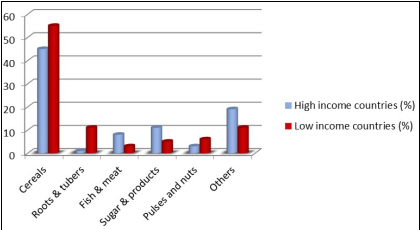 60
50
40
30
20
10
0
Cereals
Roots & tubers
Fish & meat
Sugar & products
Pulses and nuts
Others
High income countries (%)
Low income countries (%)